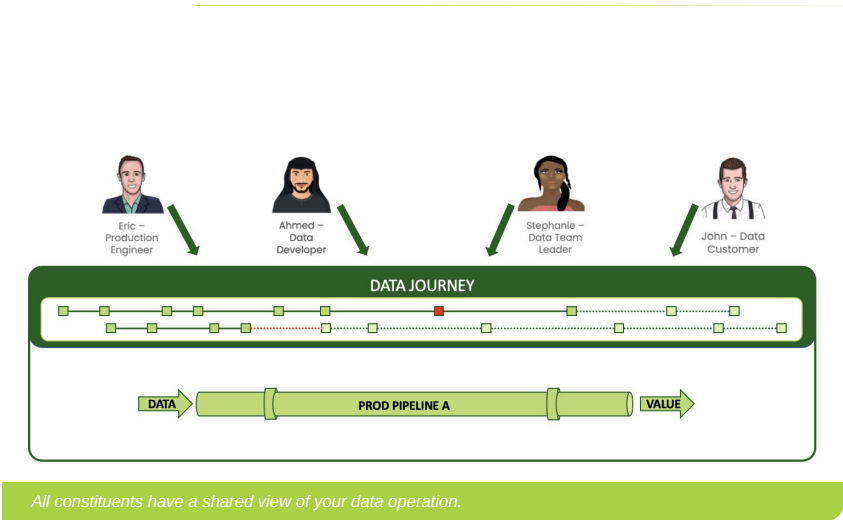 Eric –
Production
Engineer
Ahmed –
Data
Developer
Stephanie –
Data Team
Leader
John – Data
Customer
DATA JOURNEY
DATA
PROD PIPELINE A
VALUE
All constituents have a shared view of your data operation.